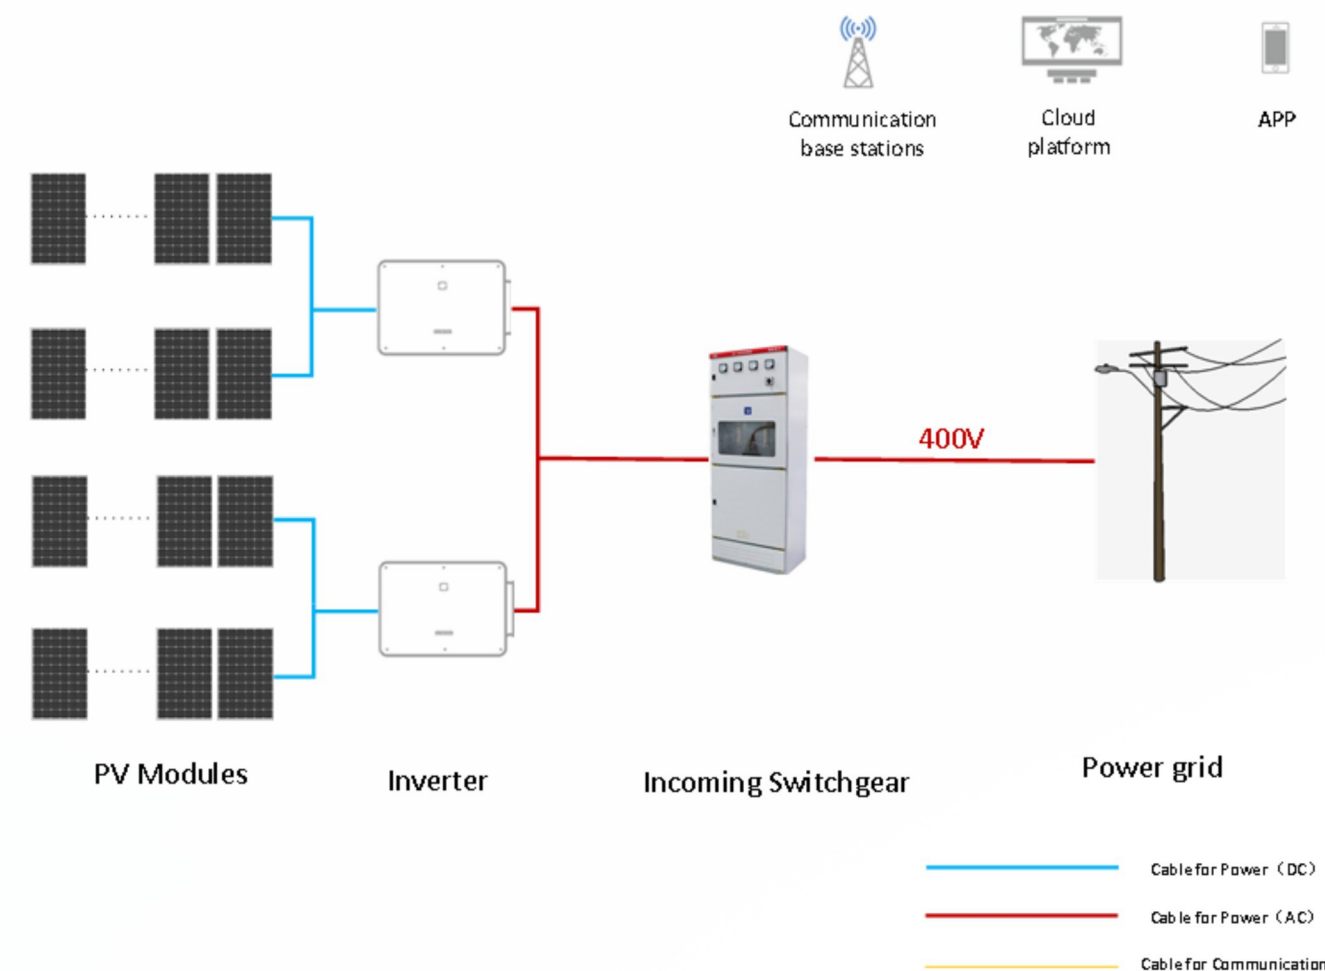 Communication
base stations
Cloud
platform
APP
400V
PV Modules
Inverter
Incoming Switchgear
Power grid
Cable for Power（DC）
Cable for Power（AC）
Cable for Communication